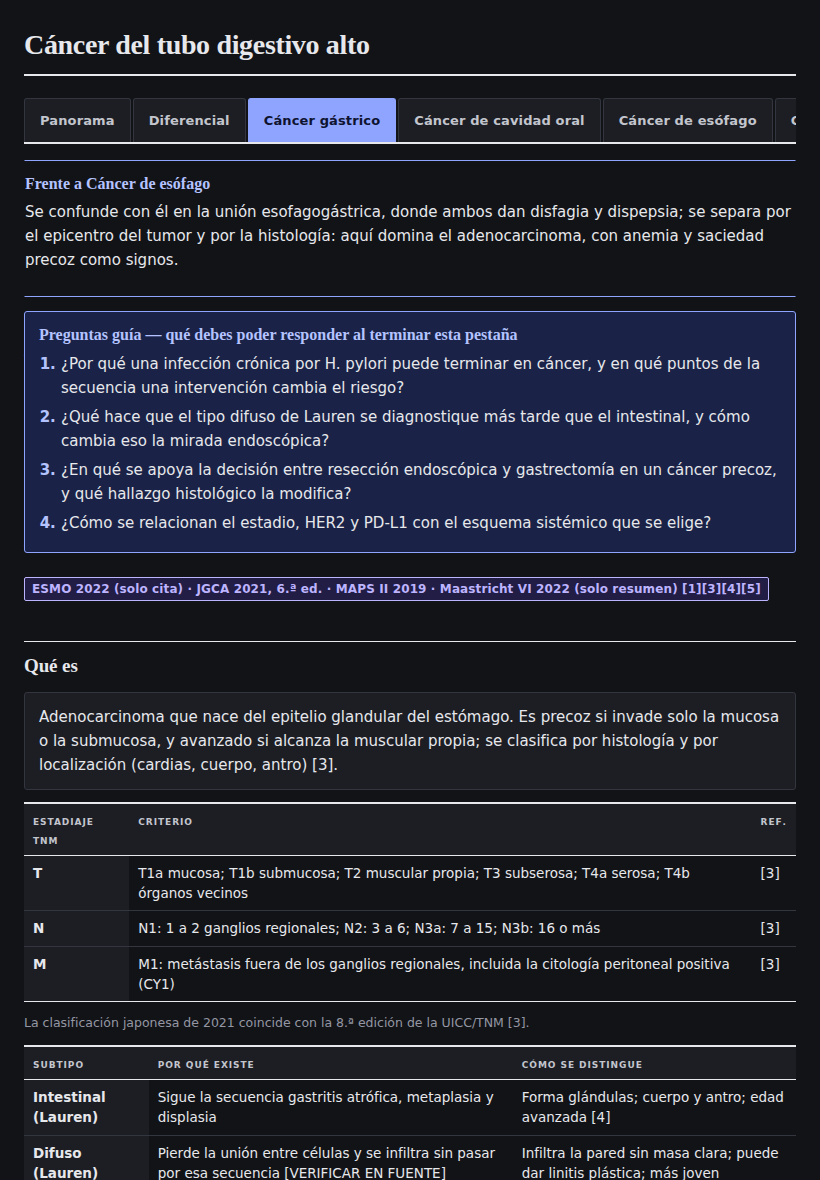 Cáncer del tubo digestivo alto
Panorama
Diferencial
Cáncer gástrico
Cáncer de cavidad oral
Cáncer de esófago
Frente a Cáncer de esófago
Se confunde con él en la unión esofagogástrica, donde ambos dan disfagia y dispepsia; se separa por
el epicentro del tumor y por la histología: aquí domina el adenocarcinoma, con anemia y saciedad
precoz como signos.
Preguntas guía — qué debes poder responder al terminar esta pestaña
1. ¿Por qué una infección crónica por H. pylori puede terminar en cáncer, y en qué puntos de la
secuencia una intervención cambia el riesgo?
2. ¿Qué hace que el tipo difuso de Lauren se diagnostique más tarde que el intestinal, y cómo
cambia eso la mirada endoscópica?
3. ¿En qué se apoya la decisión entre resección endoscópica y gastrectomía en un cáncer precoz,
y qué hallazgo histológico la modifica?
4. ¿Cómo se relacionan el estadio, HER2 y PD-L1 con el esquema sistémico que se elige?
ESMO 2022 (solo cita) · JGCA 2021, 6.ª ed. · MAPS II 2019 · Maastricht VI 2022 (solo resumen) [1][3][4][5]
Qué es
Adenocarcinoma que nace del epitelio glandular del estómago. Es precoz si invade solo la mucosa
o la submucosa, y avanzado si alcanza la muscular propia; se clasifica por histología y por
localización (cardias, cuerpo, antro) [3].
ESTADIAJE TNM
CRITERIO
REF.
T
T1a mucosa; T1b submucosa; T2 muscular propia; T3 subserosa; T4a serosa; T4b
órganos vecinos
[3]
N
N1: 1 a 2 ganglios regionales; N2: 3 a 6; N3a: 7 a 15; N3b: 16 o más
[3]
M
M1: metástasis fuera de los ganglios regionales, incluida la citología peritoneal positiva
(CY1)
[3]
La clasificación japonesa de 2021 coincide con la 8.ª edición de la UICC/TNM [3].
SUBTIPO
POR QUÉ EXISTE
CÓMO SE DISTINGUE
Intestinal
(Lauren)
Sigue la secuencia gastritis atrófica, metaplasia y
displasia
Forma glándulas; cuerpo y antro; edad
avanzada [4]
Difuso
(Lauren)
Pierde la unión entre células y se infiltra sin pasar
por esa secuencia [VERIFICAR EN FUENTE]
Infiltra la pared sin masa clara; puede
dar linitis plástica; más joven